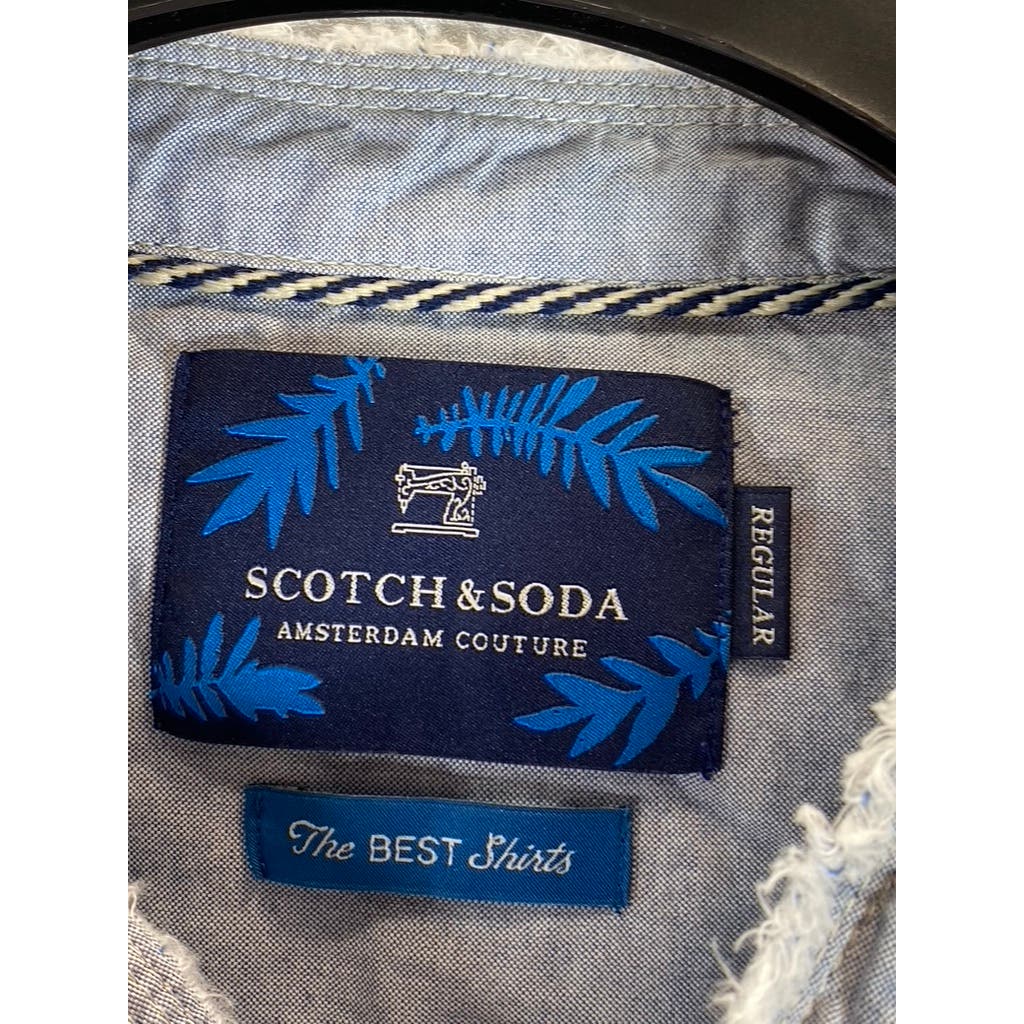 SCOTCH & SODA
AMSTERDAM COUTURE
REGULAR
The BEST Shirts